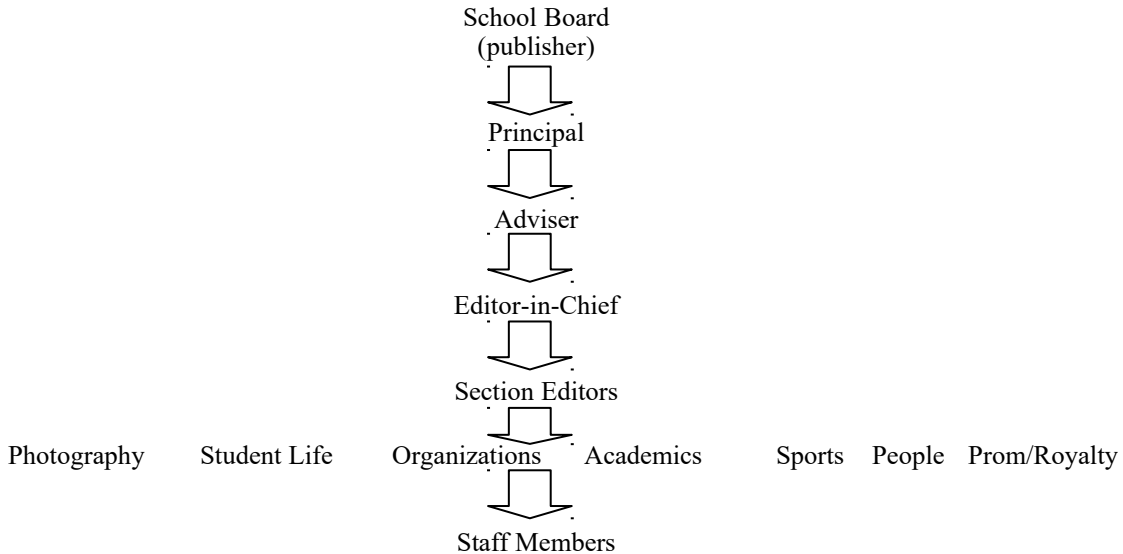 School Board
(publisher)
Principal
Adviser
Editor-in-Chief
Section Editors
Photography Student Life Organizations Academics Sports People Prom/Royalty
Staff Members